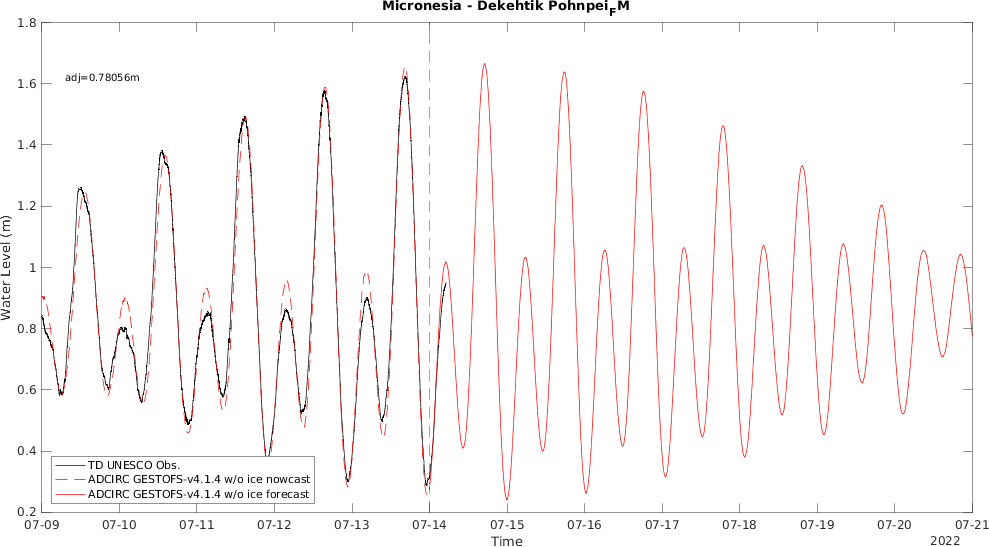 Micronesia - Dekehtik Pohnpei_FM
1.8
1.6
1.4
1.2
1
0.8
0.6
0.4
0.2
Water Level (m)
adj=0.78056m
TD UNESCO Obs.
ADCIRC GESTOFS-v4.1.4 w/o ice nowcast
ADCIRC GESTOFS-v4.1.4 w/o ice forecast
07-09 07-10 07-11 07-12 07-13 07-14 07-15 07-16 07-17 07-18 07-19 07-20 07-21
Time
2022